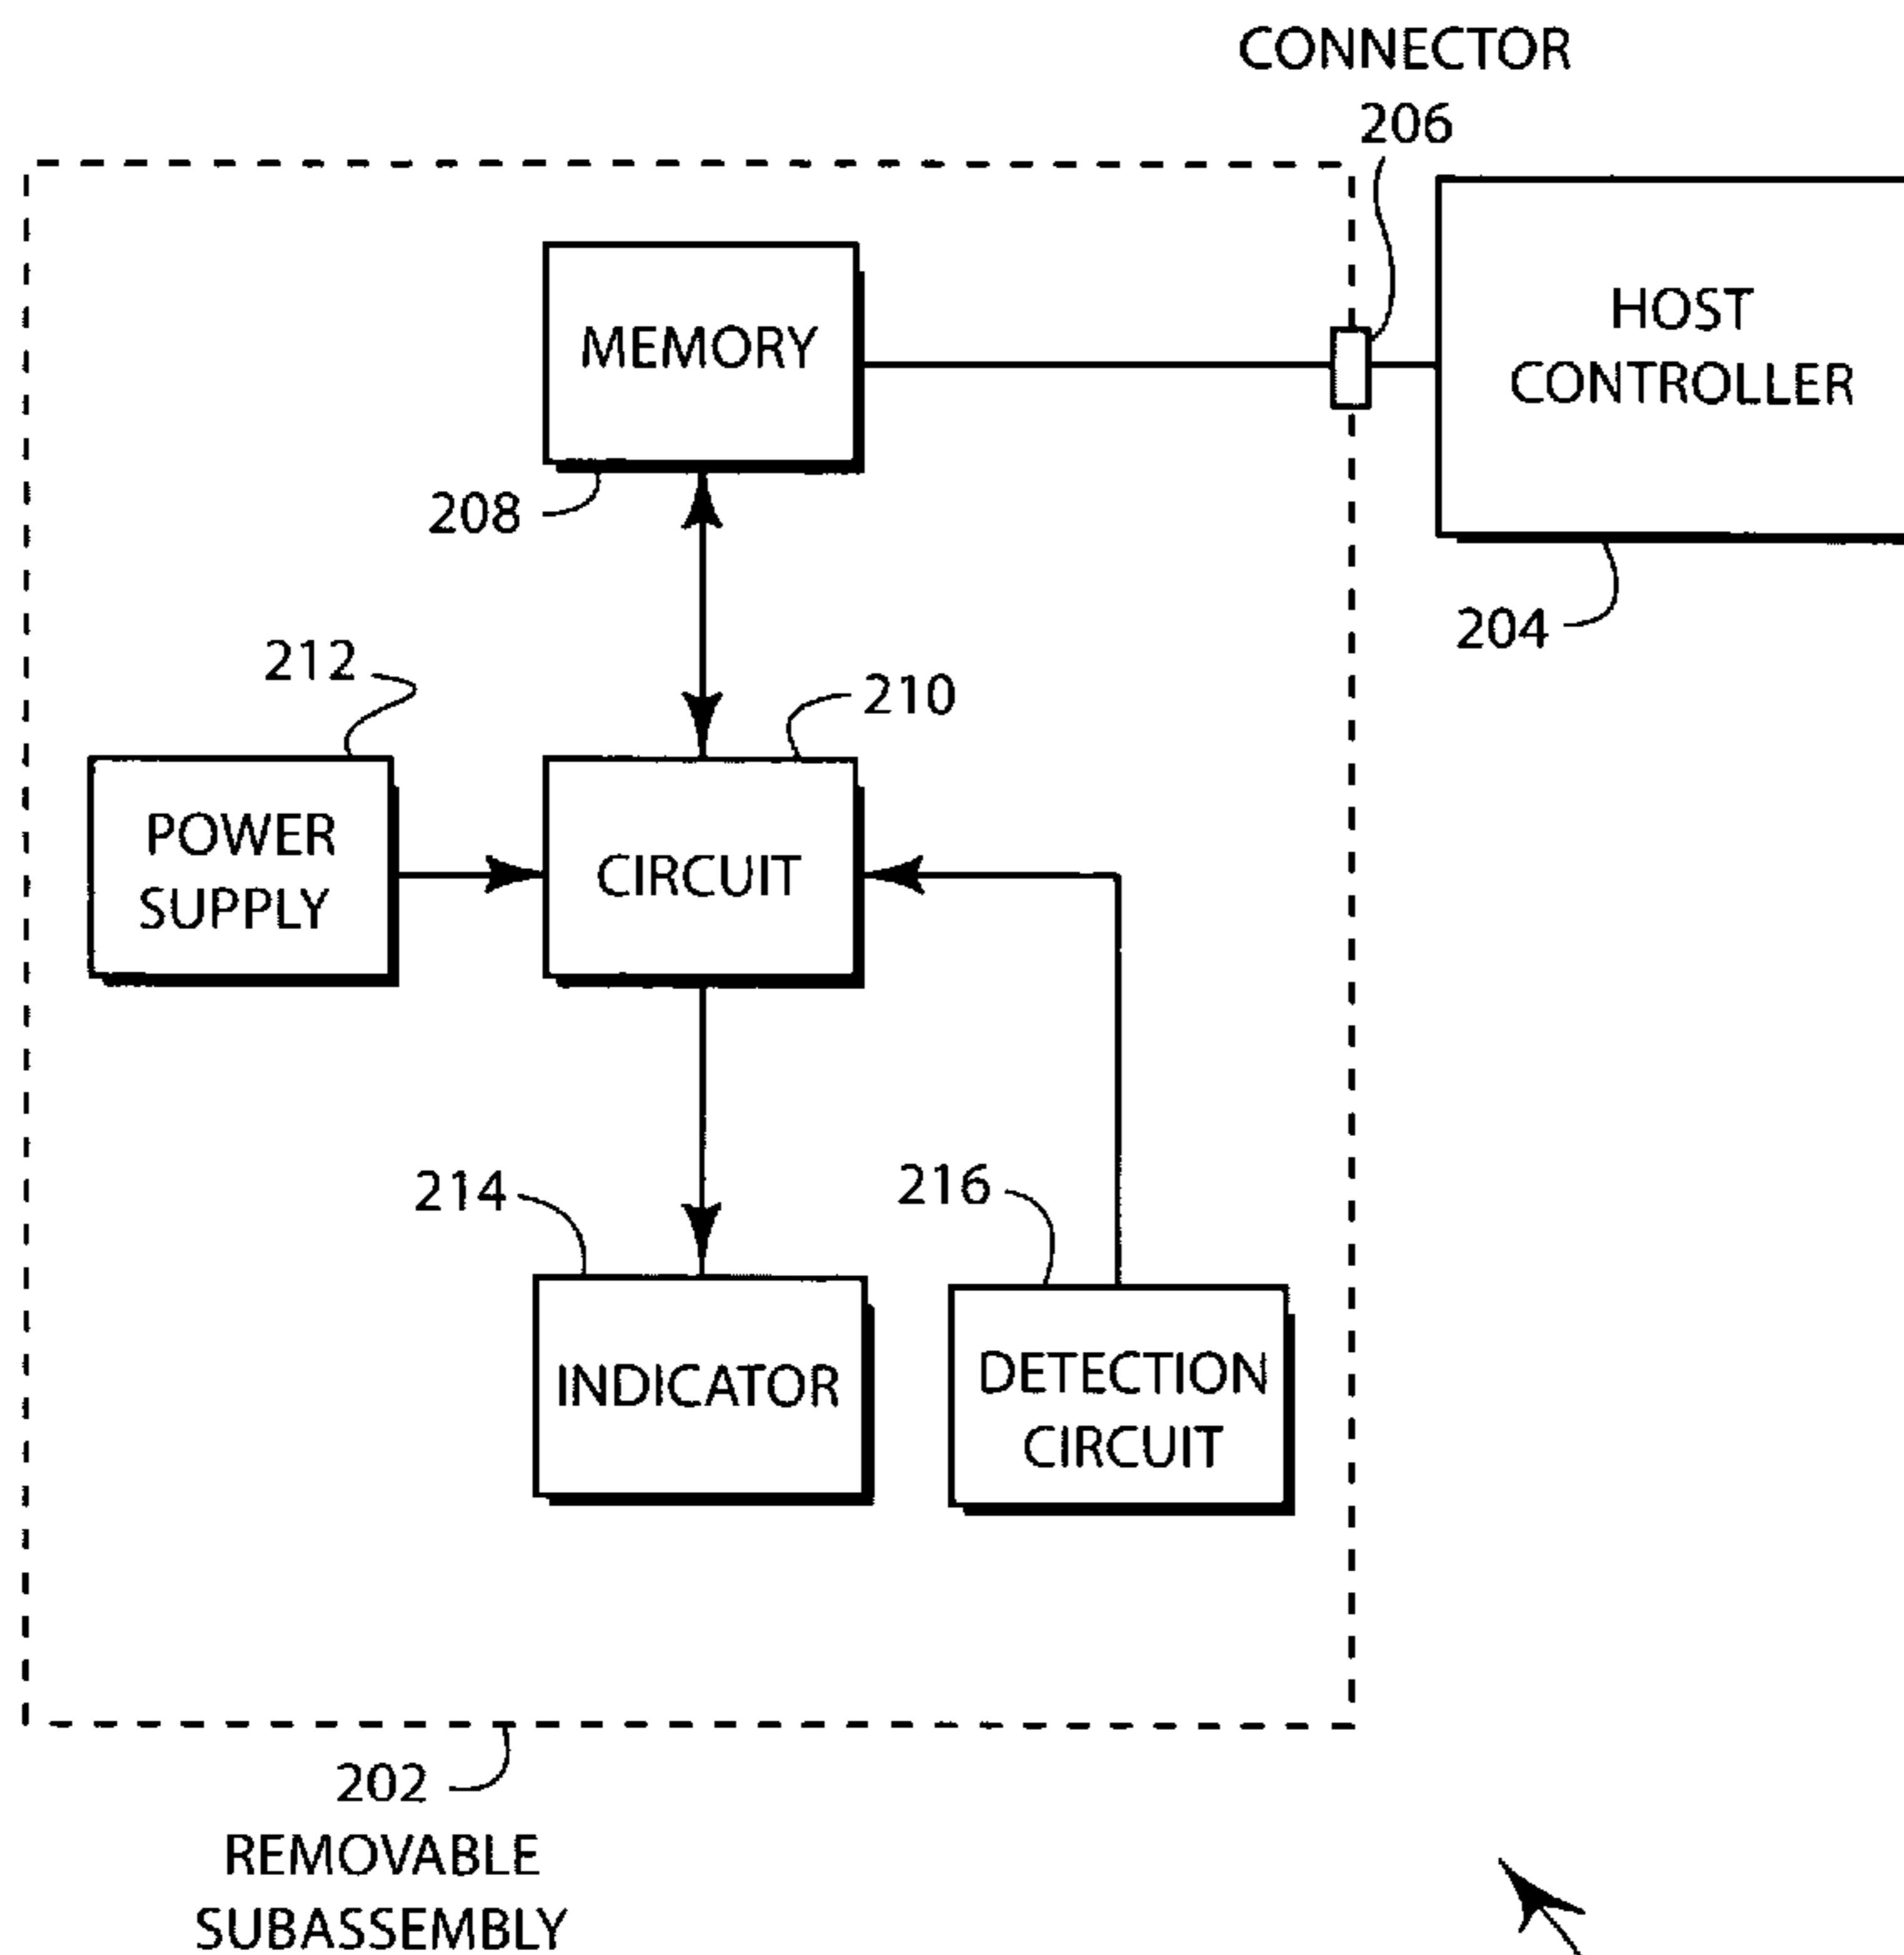 CONNECTOR
206
MEMORY
HOST
CONTROLLER
208
204
212
210
POWER
SUPPLY
CIRCUIT
214
216
INDICATOR
DETECTION
CIRCUIT
202
REMOVABLE
SUBASSEMBLY